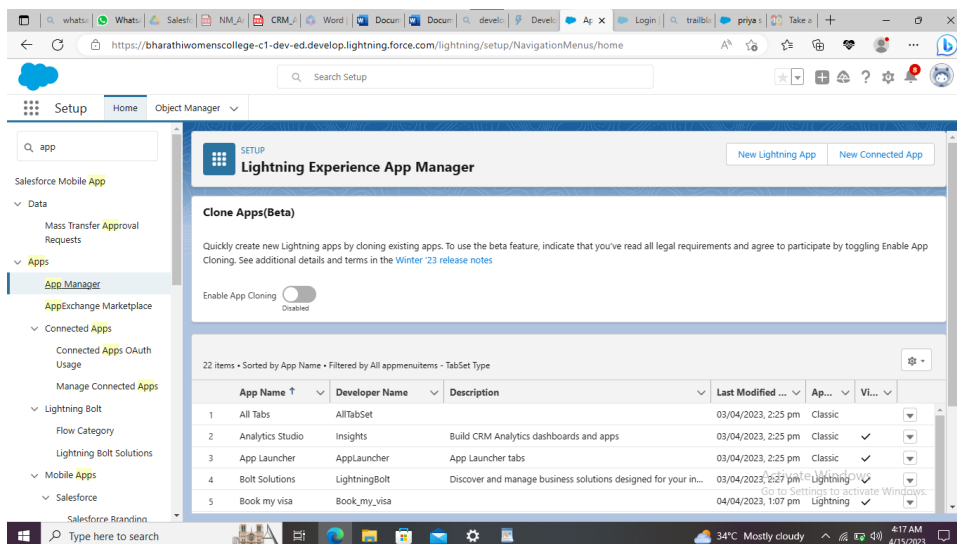 whatsa
Whats
Salesfo
NM_A
CRM_A
Word |
Docum
Docum
develo
Develo
Ap
Login |
trailbla
priya s
Take a
https://bharathiwomenscollege-c1-dev-ed.develop.lightning.force.com/lightning/setup/NavigationMenus/home
Search Setup
8
Setup
Home
Object Manager
app
Salesforce Mobile App
Data
Mass Transfer Approval
Requests
Apps
App Manager
AppExchange Marketplace
Connected Apps
Connected Apps OAuth
Usage
Manage Connected Apps
Lightning Bolt
Flow Category
Lightning Bolt Solutions
Mobile Apps
Salesforce
Salesforce Branding
SETUP
Lightning Experience App Manager
New Lightning App
New Connected App
Clone Apps(Beta)
Quickly create new Lightning apps by cloning existing apps. To use the beta feature, indicate that you've read all legal requirements and agree to participate by toggling Enable App
Cloning. See additional details and terms in the Winter '23 release notes
Enable App Cloning
Disabled
22 items • Sorted by App Name • Filtered by All appmenuitems - TabSet Type
App Name ↑ Developer Name Description Last Modified ... Ap... Vi...
1 All Tabs AllTabSet 03/04/2023, 2:25 pm Classic
2 Analytics Studio Insights Build CRM Analytics dashboards and apps 03/04/2023, 2:25 pm Classic
3 App Launcher AppLauncher App Launcher tabs 03/04/2023, 2:25 pm Classic
4 Bolt Solutions LightningBolt Discover and manage business solutions designed for your in... 03/04/2023, 2:27 pm Lightning
5 Book my visa Book_my_visa 04/04/2023, 1:07 pm Lightning
Activate Windows
Go to Settings to activate Windows.
Type here to search
34°C Mostly cloudy
4:17 AM
4/15/2023